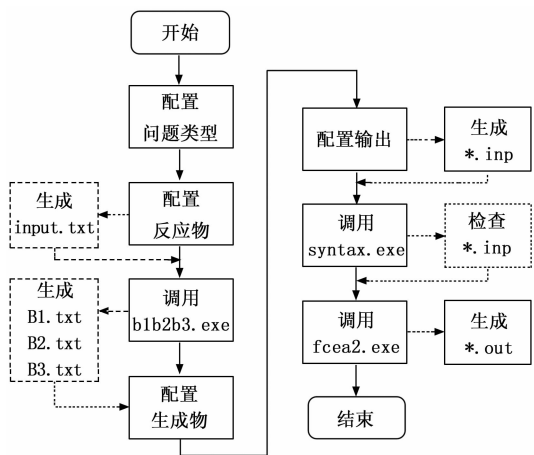 开始
配置
问题类型
配置
反应物
生成
input.txt
调用
b1b2b3.exe
生成
B1.txt
B2.txt
B3.txt
配置
生成物
配置输出
生成
*.inp
调用
syntax.exe
检查
*.inp
调用
fcea2.exe
生成
*.out
结束